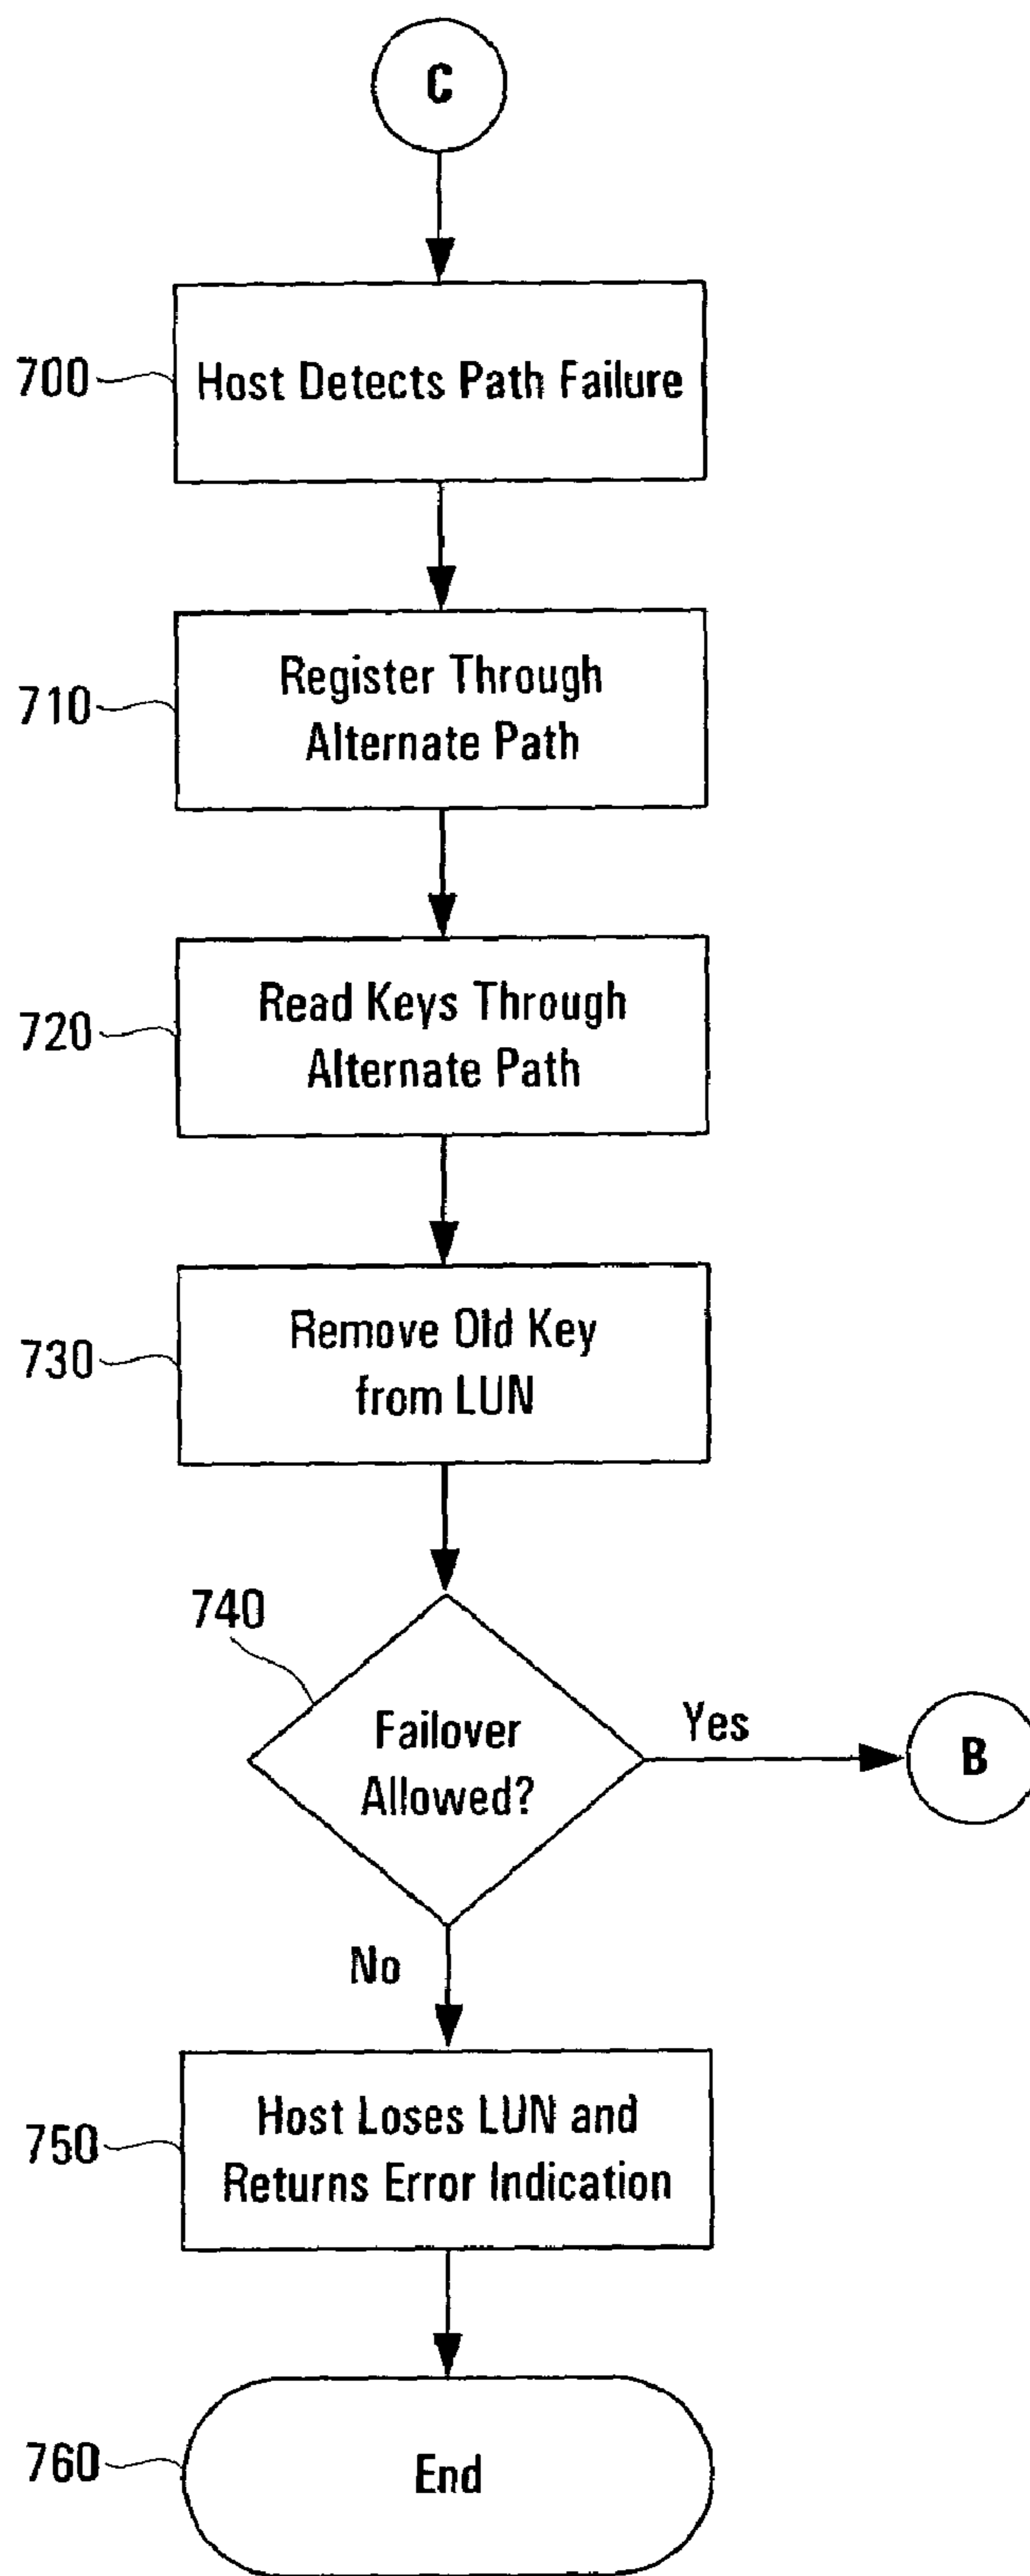 C
700
Host Detects Path Failure
710
Register Through
Alternate Path
720
Read Keys Through
Alternate Path
730
Remove Old Key
from LUN
740
Failover
Allowed?
Yes
B
No
750
Host Loses LUN and
Returns Error Indication
760
End